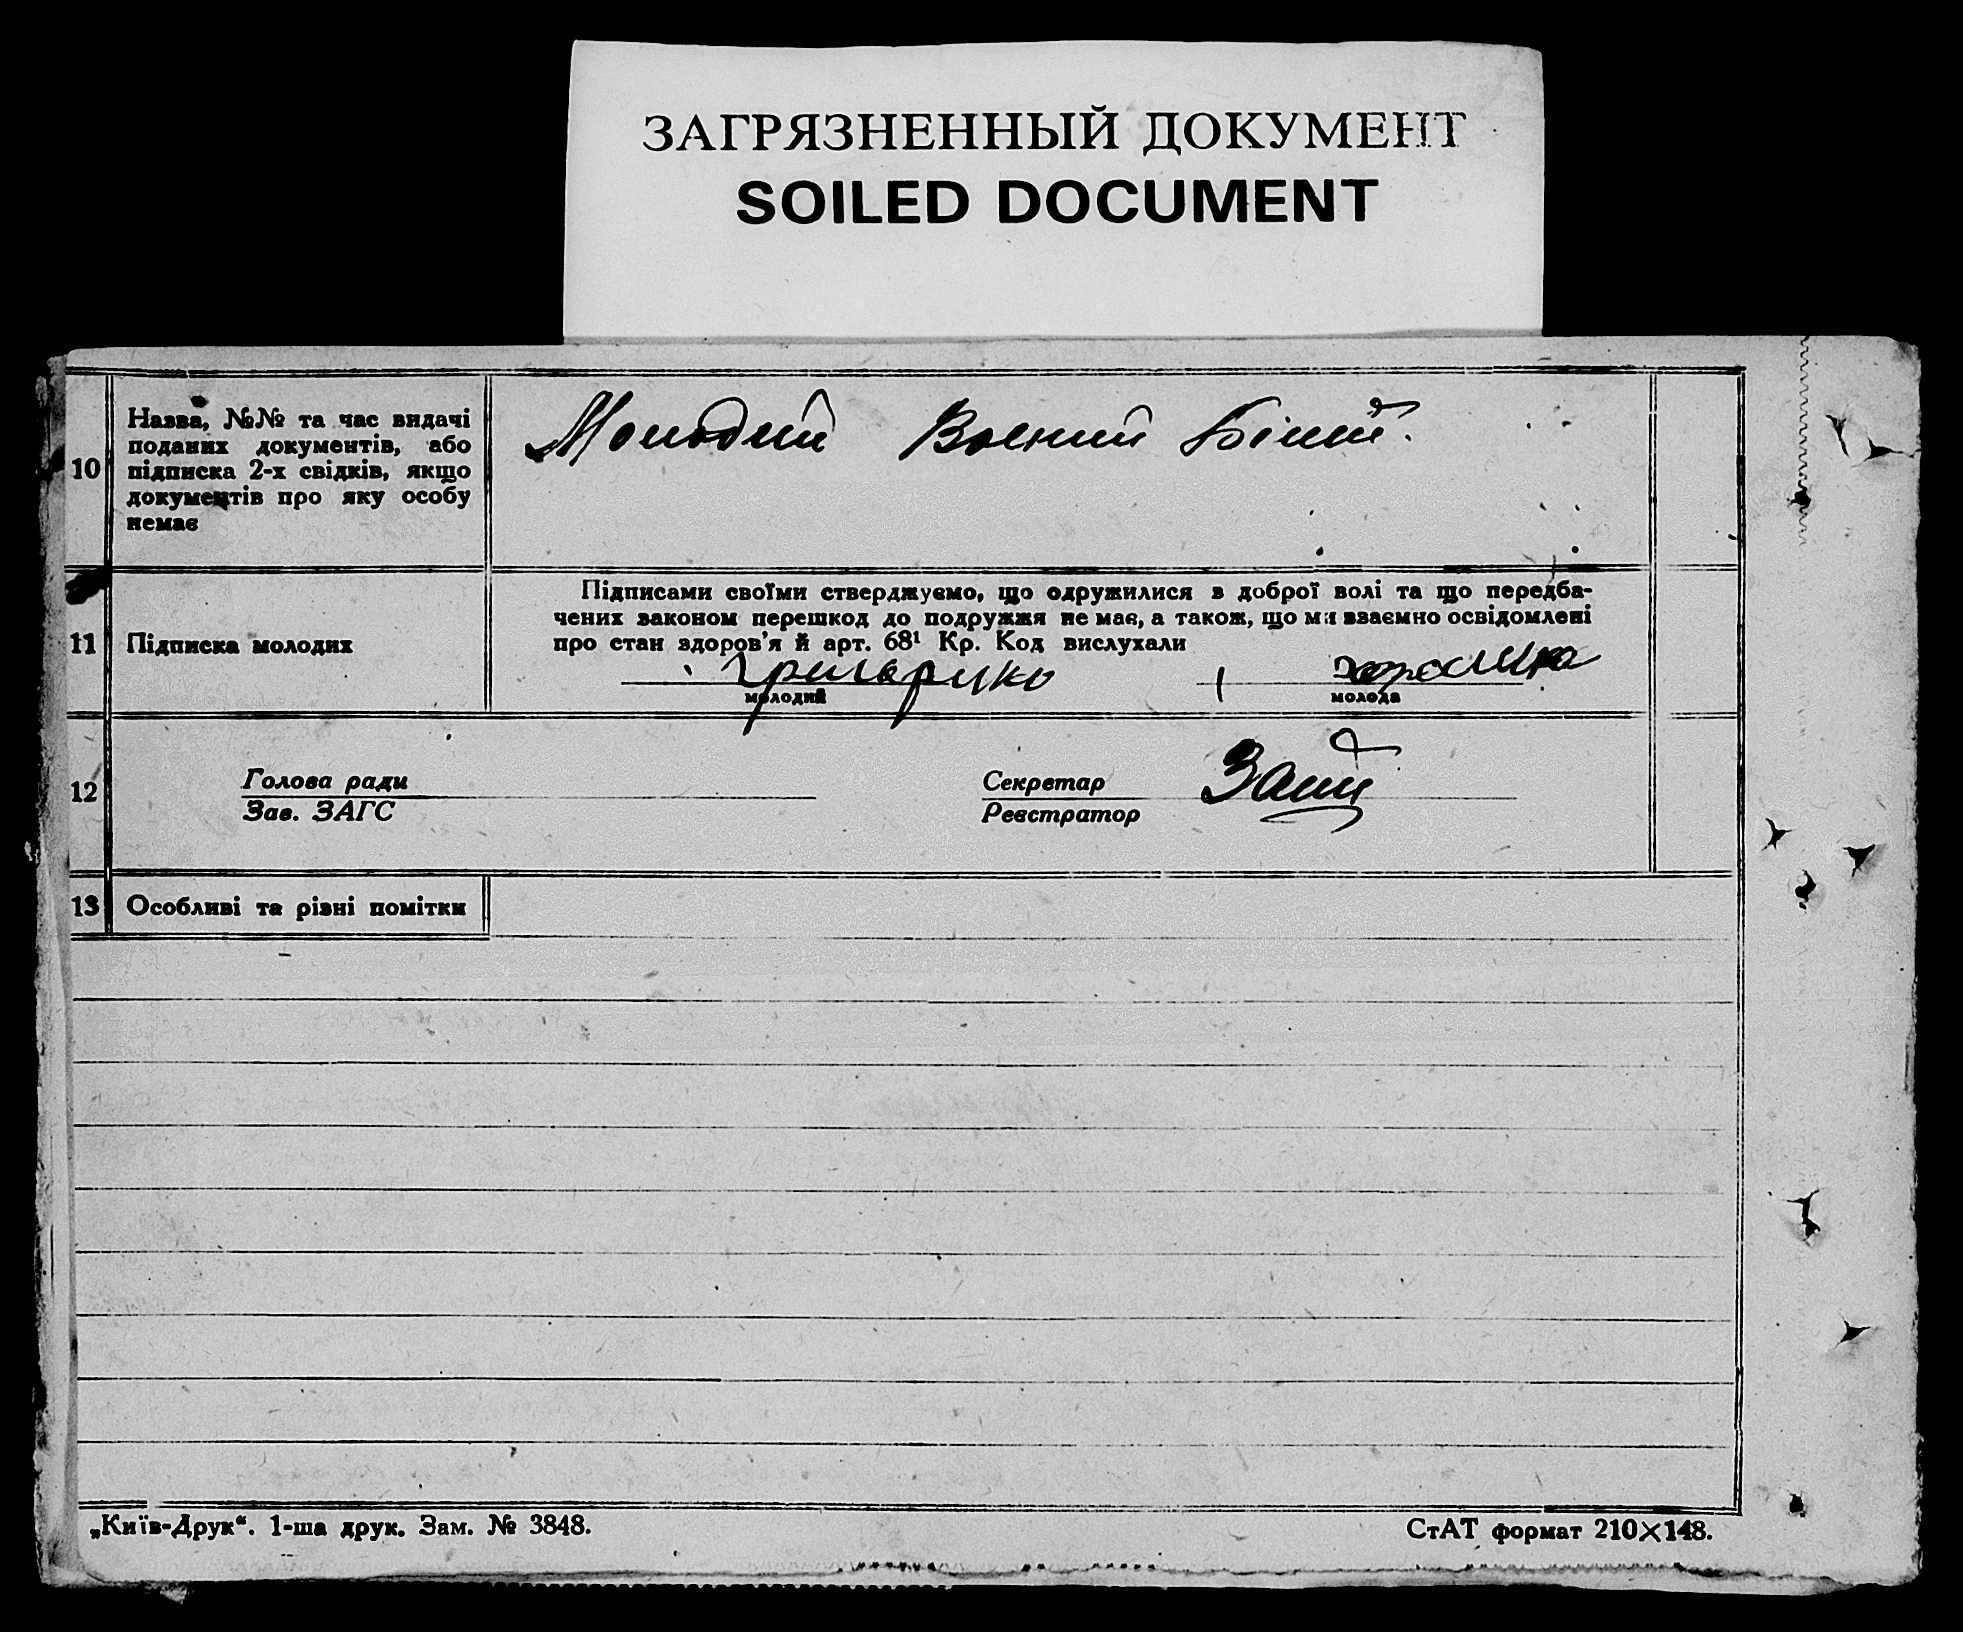 ЗАГРЯЗНЕННЫЙ ДОКУМЕНТ
SOILED DOCUMENT
10
Назва, №№ та час видачі
поданих документів, або
підписка 2-х свідків, якщо
документів про яку особу
немає
Молодий Воєний Білет.
11
Підписка молодих
Підписами своїми стверджуємо, що одружилися в доброї волі та що передба-
чених законом перешкод до подружжя не має, а також, що ми взаємно освідомлені
про стан здоров'я й арт. 68¹ Кр. Код вислухали
молодий
молода
12
Голова ради
Зав. ЗАГС
Секретар
Реєстратор
13
Особливі та різні помітки
„Київ-Друк“. 1-ша друк. Зам. № 3848.
СтАТ формат 210×148.